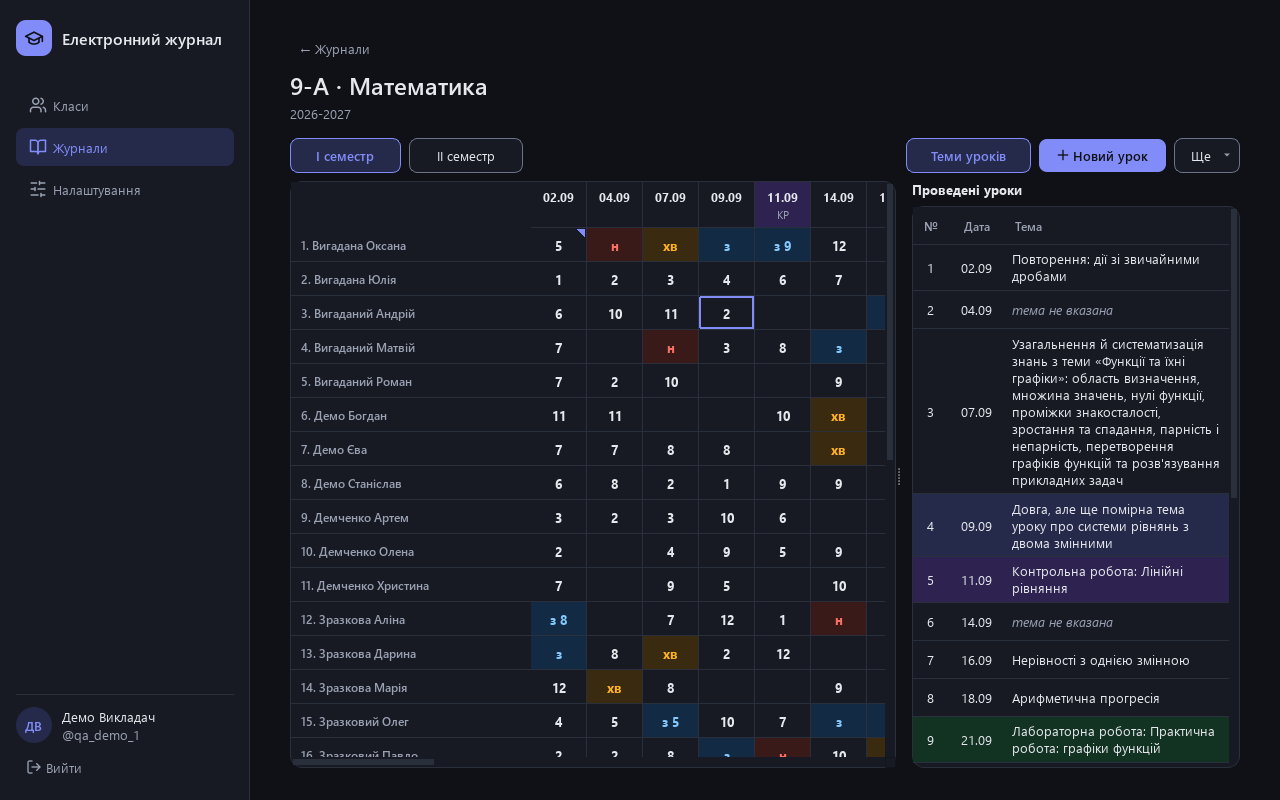 Електронний журнал
Класи
Журнали
Налаштування
ДВ
Демо Викладач
@qa_demo_1
Вийти
← Журнали
9-А · Математика
2026-2027
І семестр
ІІ семестр
Теми уроків
Новий урок
Ще
02.09 04.09 07.09 09.09 11.09 14.09 1
КР
1. Вигадана Оксана 5 н хв з з 9 12
2. Вигадана Юлія 1 2 3 4 6 7
3. Вигаданий Андрій 6 10 11 2
4. Вигаданий Матвій 7 н 3 8 з
5. Вигаданий Роман 7 2 10 9
6. Демо Богдан 11 11 10 хв
7. Демо Єва 7 7 8 8 хв
8. Демо Станіслав 6 8 2 1 9 9
9. Демченко Артем 3 2 3 10 6
10. Демченко Олена 2 4 9 5 9
11. Демченко Христина 7 9 5 10
12. Зразкова Аліна з 8 7 12 1 н
13. Зразкова Дарина з 8 хв 2 12
14. Зразкова Марія 12 хв 8 9
15. Зразковий Олег 4 5 з 5 10 7 з
16. Зразковий Павло 2 2 8 з н 10
Проведені уроки
№ Дата Тема
1 02.09 Повторення: дії зі звичайними
дробами
2 04.09 тема не вказана
3 07.09 Узагальнення й систематизація
знань з теми «Функції та їхні
графіки»: область визначення,
множина значень, нулі функції,
проміжки знакосталості,
зростання та спадання, парність і
непарність, перетворення
графіків функцій та розв'язування
прикладних задач
4 09.09 Довга, але ще помірна тема
уроку про системи рівнянь з
двома змінними
5 11.09 Контрольна робота: Лінійні
рівняння
6 14.09 тема не вказана
7 16.09 Нерівності з однією змінною
8 18.09 Арифметична прогресія
9 21.09 Лабораторна робота: Практична
робота: графіки функцій